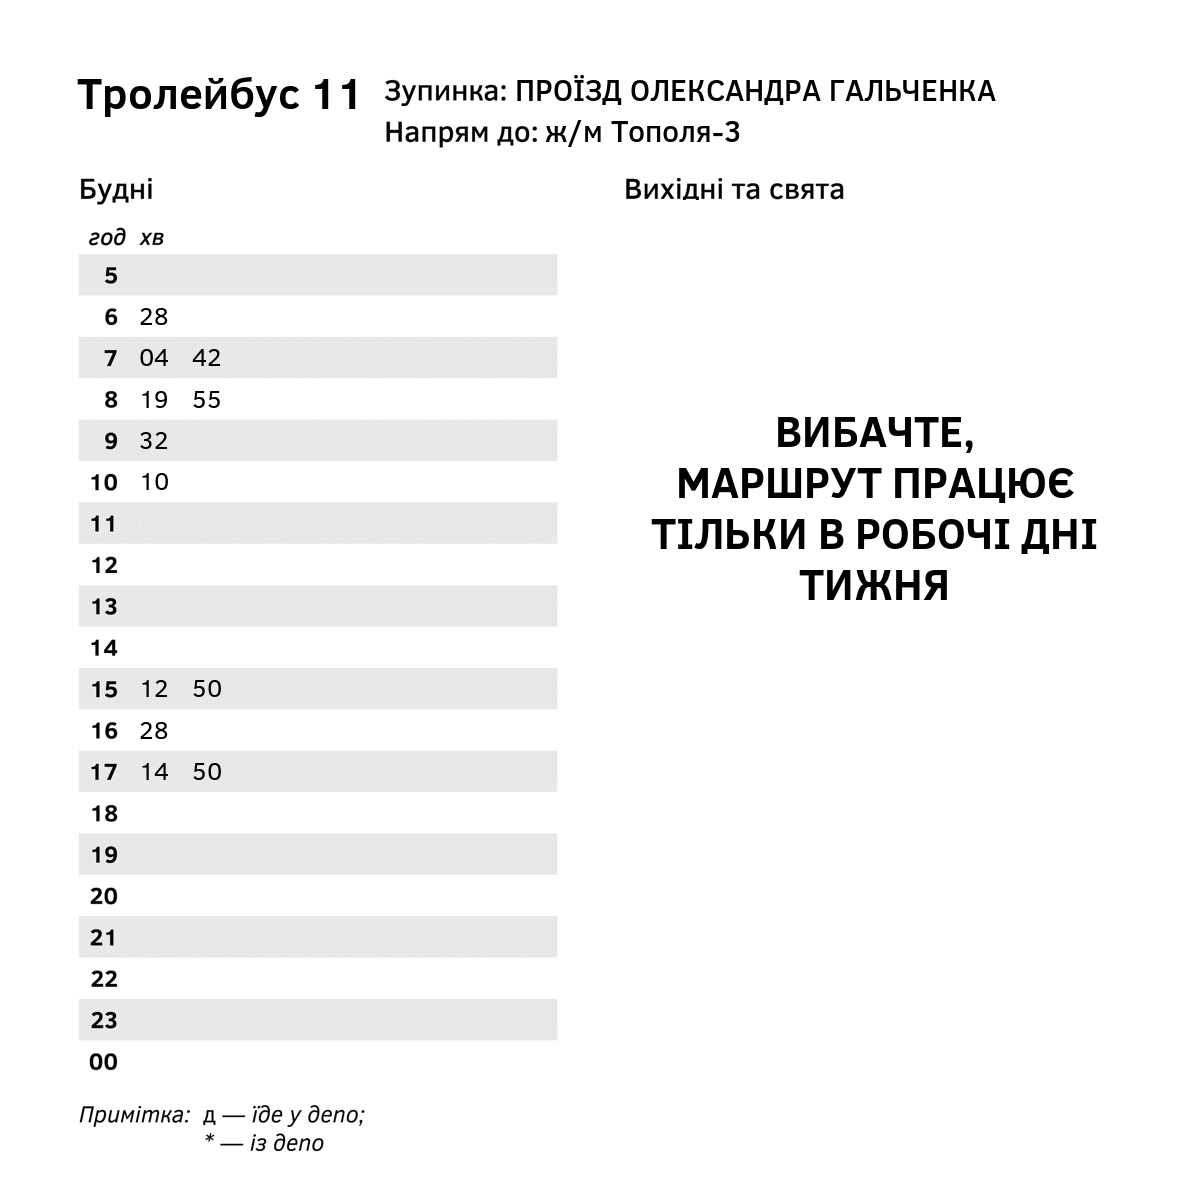 Тролейбус 11
Зупинка: ПРОЇЗД ОЛЕКСАНДРА ГАЛЬЧЕНКА
Напрям до: ж/м Тополя-3
Будні
год хв
5
6 28
7 04 42
8 19 55
9 32
10 10
11
12
13
14
15 12 50
16 28
17 14 50
18
19
20
21
22
23
00
Вихідні та свята
ВИБАЧТЕ,
МАРШРУТ ПРАЦЮЄ
ТІЛЬКИ В РОБОЧІ ДНІ
ТИЖНЯ
Примітка: д — їде у депо;
* — із депо